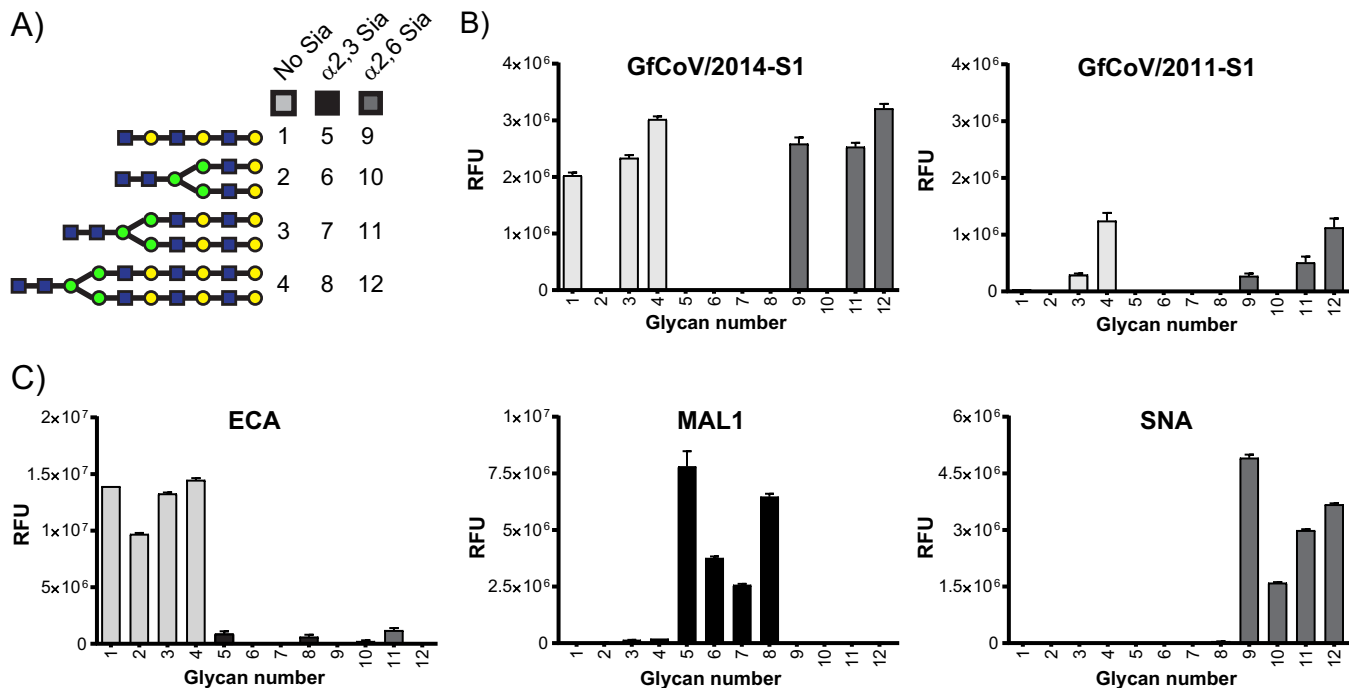 A)
No Sia
α2,3 Sia
α2,6 Sia
1 5 9
2 6 10
3 7 11
4 8 12
B)
GfCoV/2014-S1
RFU
4×10⁶
3×10⁶
2×10⁶
1×10⁶
0
1 2 3 4 5 6 7 8 9 10 11 12
Glycan number
GfCoV/2011-S1
RFU
4×10⁶
3×10⁶
2×10⁶
1×10⁶
0
1 2 3 4 5 6 7 8 9 10 11 12
Glycan number
C)
ECA
RFU
2×10⁷
1.5×10⁷
1×10⁷
5×10⁶
0
1 2 3 4 5 6 7 8 9 10 11 12
Glycan number
MAL1
RFU
1×10⁷
7.5×10⁶
5×10⁶
2.5×10⁶
0
1 2 3 4 5 6 7 8 9 10 11 12
Glycan number
SNA
RFU
6×10⁶
4.5×10⁶
3×10⁶
1.5×10⁶
0
1 2 3 4 5 6 7 8 9 10 11 12
Glycan number